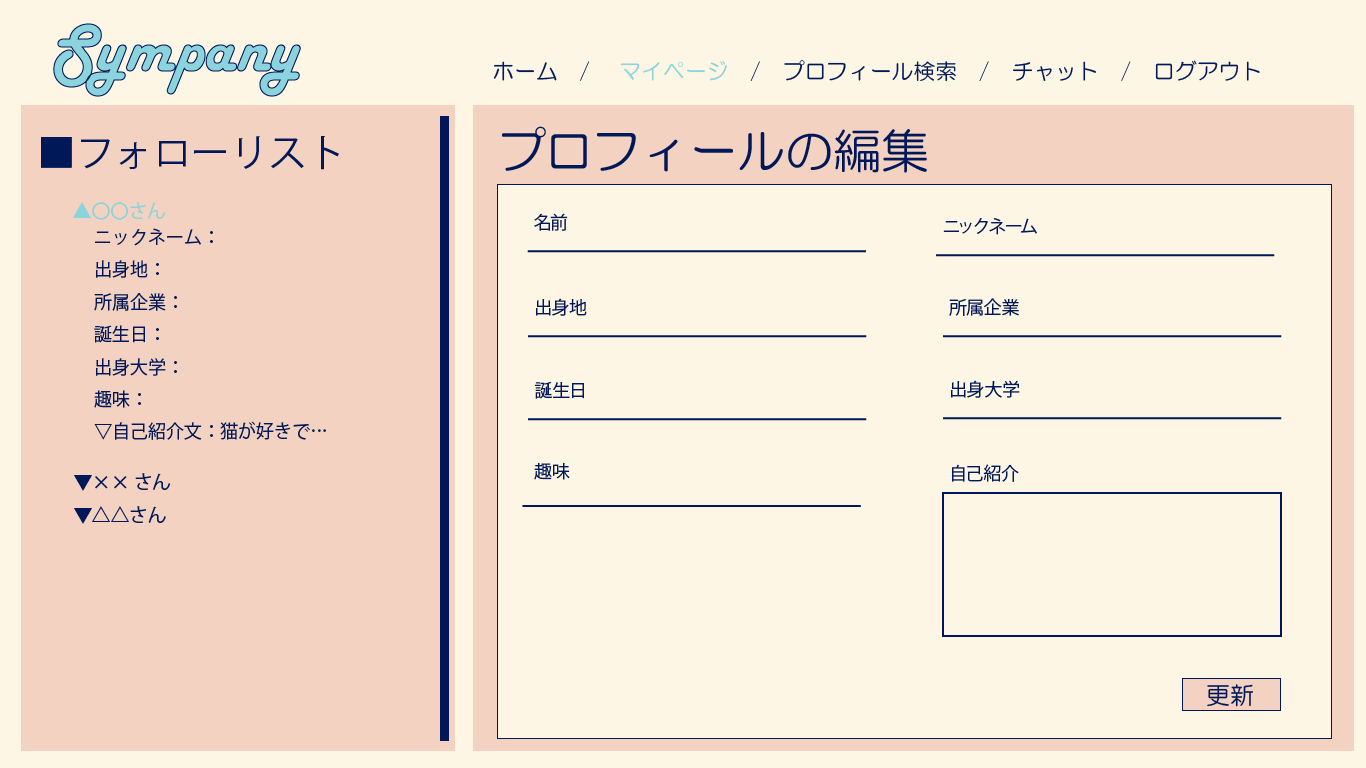 Sympany
ホーム / マイページ / プロフィール検索 / チャット / ログアウト
■フォローリスト
▲〇〇さん
ニックネーム：
出身地：
所属企業：
誕生日：
出身大学：
趣味：
▽自己紹介文：猫が好きで…
▼×× さん
▼△△さん
プロフィールの編集
名前
ニックネーム
出身地
所属企業
誕生日
出身大学
趣味
自己紹介
更新